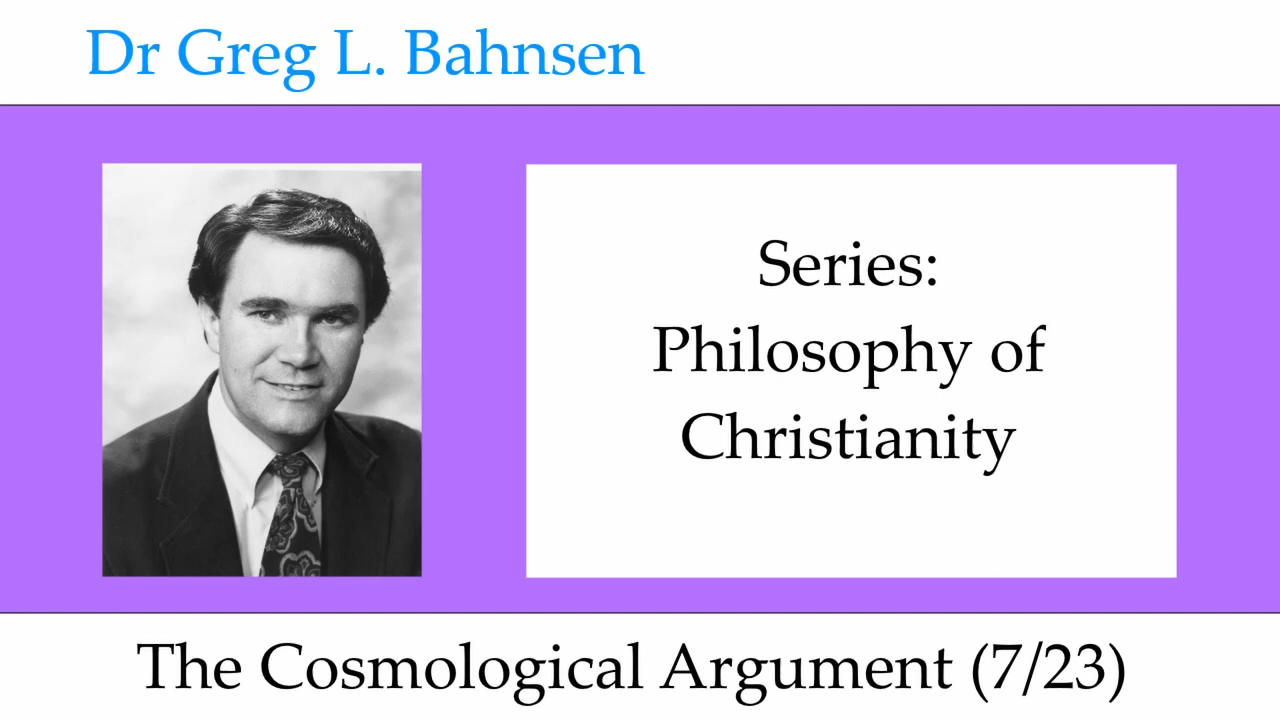 Dr Greg L. Bahnsen
Series:
Philosophy of
Christianity
The Cosmological Argument (7/23)